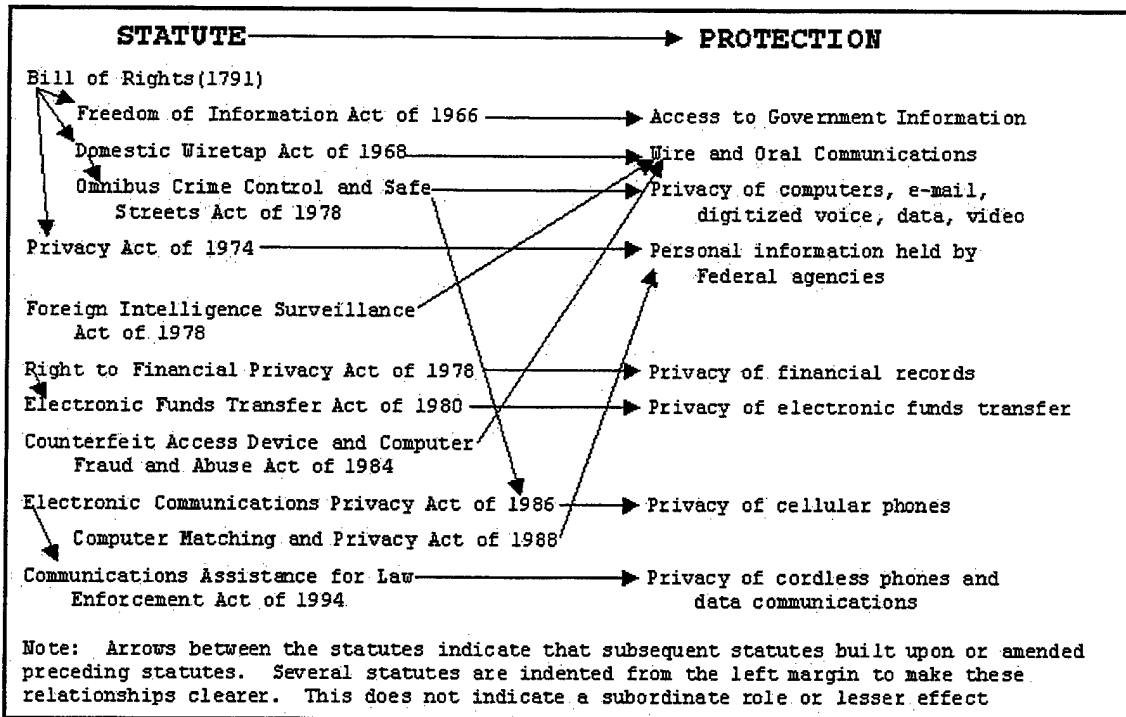 STATUTE PROTECTION
Bill of Rights(1791)
Freedom of Information Act of 1966 Access to Government Information
Domestic Wiretap Act of 1968 Wire and Oral Communications
Omnibus Crime Control and Safe Privacy of computers, e-mail,
Streets Act of 1978 digitized voice, data, video
Privacy Act of 1974 Personal information held by
Federal agencies
Foreign Intelligence Surveillance
Act of 1978
Right to Financial Privacy Act of 1978 Privacy of financial records
Electronic Funds Transfer Act of 1980 Privacy of electronic funds transfer
Counterfeit Access Device and Computer
Fraud and Abuse Act of 1984
Electronic Communications Privacy Act of 1986 Privacy of cellular phones
Computer Matching and Privacy Act of 1988
Communications Assistance for Law Privacy of cordless phones and
Enforcement Act of 1994 data communications
Note: Arrows between the statutes indicate that subsequent statutes built upon or amended
preceding statutes. Several statutes are indented from the left margin to make these
relationships clearer. This does not indicate a subordinate role or lesser effect